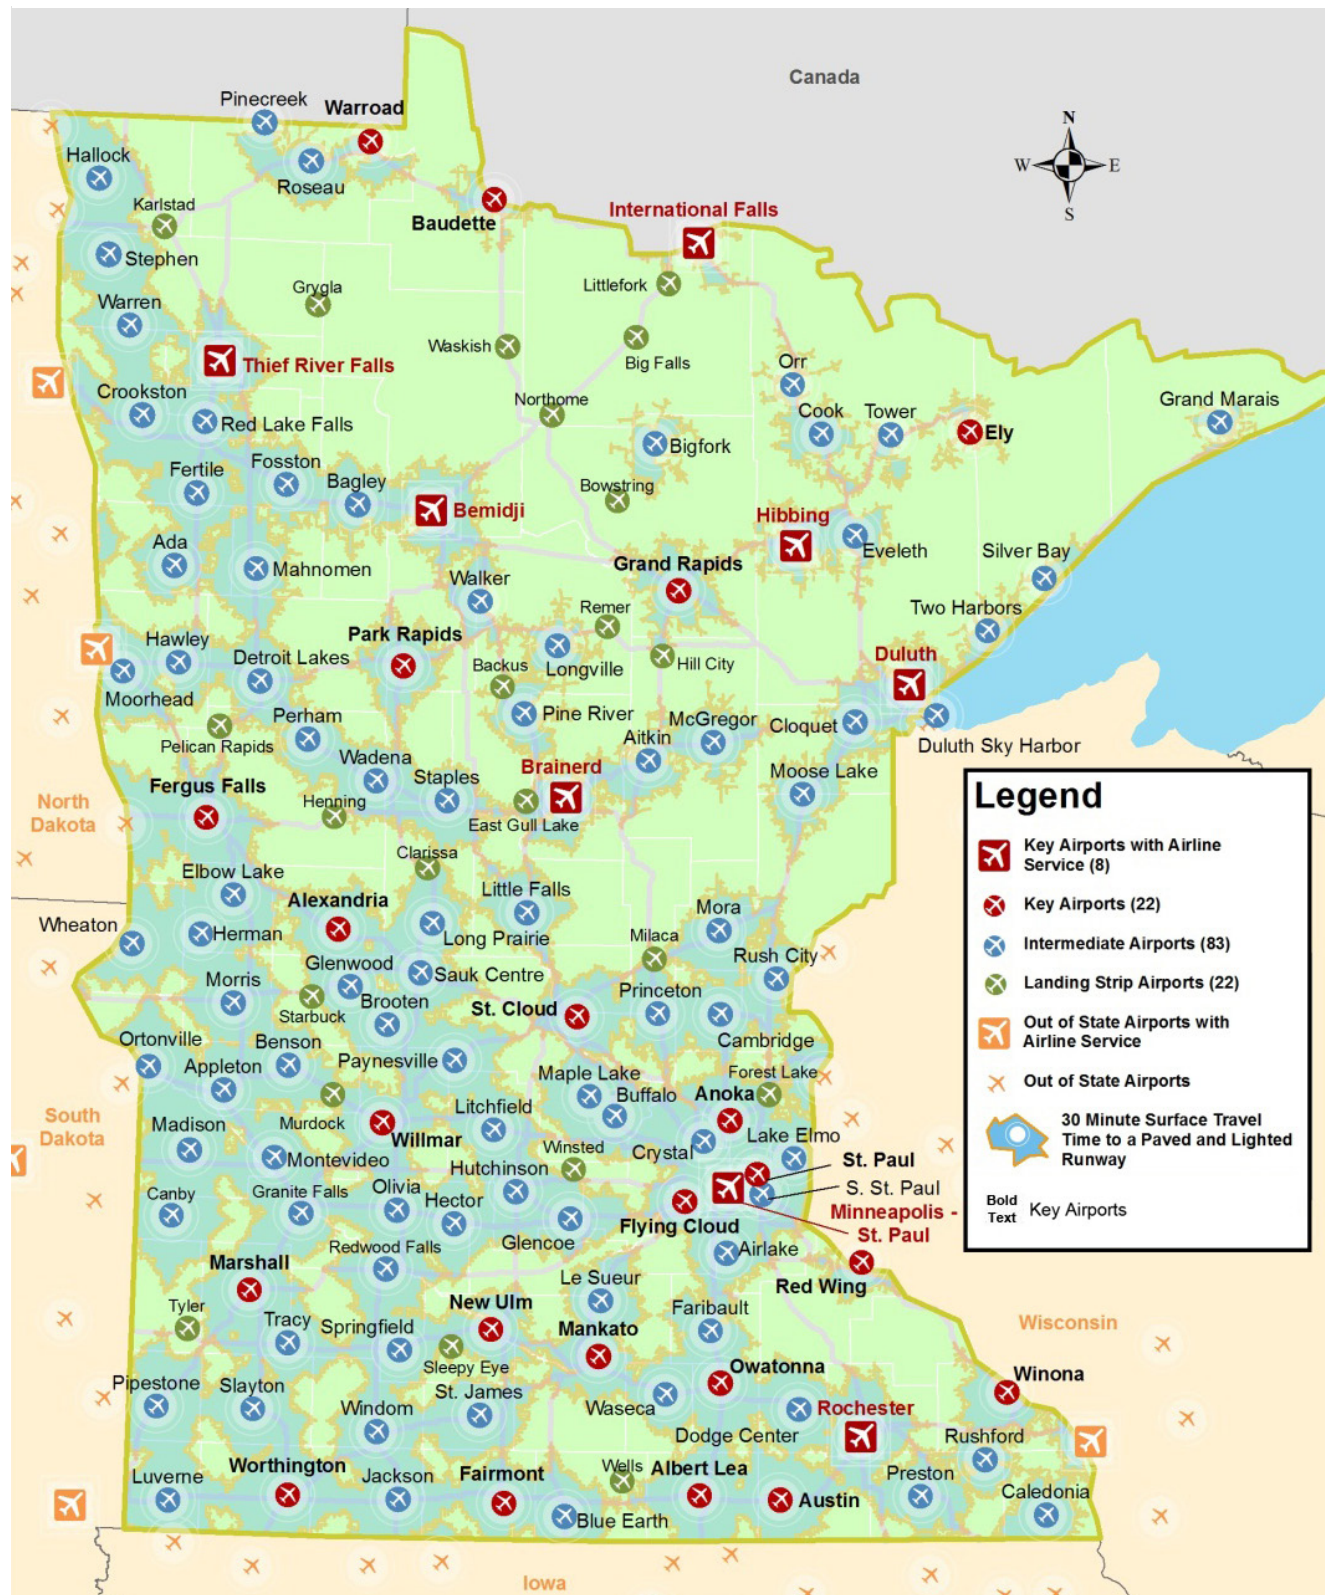 Canada
Pinecreek
Warroad
N
W
E
S
Hallock
Roseau
Karlstad
Baudette
International Falls
Stephen
Littlefork
Grygla
Warren
Waskish
Big Falls
Thief River Falls
Orr
Crookston
Northome
Cook
Tower
Grand Marais
Red Lake Falls
Ely
Bigfork
Fertile
Fosston
Bagley
Bowstring
Bemidji
Hibbing
Ada
Eveleth
Silver Bay
Mahnomen
Walker
Grand Rapids
Remer
Two Harbors
Park Rapids
Hawley
Detroit Lakes
Backus
Longville
Hill City
Duluth
Moorhead
Perham
Pine River
McGregor
Cloquet
Pelican Rapids
Aitkin
Duluth Sky Harbor
Wadena
Staples
Brainerd
Moose Lake
Fergus Falls
Henning
East Gull Lake
North
Dakota
Clarissa
Elbow Lake
Little Falls
Alexandria
Mora
Wheaton
Herman
Long Prairie
Milaca
Rush City
Glenwood
Sauk Centre
Morris
Brooten
Princeton
St. Cloud
Starbuck
Ortonville
Benson
Paynesville
Cambridge
Appleton
Maple Lake
Forest Lake
Buffalo
Anoka
South
Dakota
Madison
Murdock
Willmar
Litchfield
Lake Elmo
Crystal
Winsted
Montevideo
Hutchinson
St. Paul
Canby
Granite Falls
Olivia
Hector
S. St. Paul
Minneapolis -
St. Paul
Flying Cloud
Glencoe
Airlake
Redwood Falls
Marshall
Le Sueur
Red Wing
Tyler
Tracy
Springfield
New Ulm
Mankato
Faribault
Wisconsin
Sleepy Eye
Owatonna
Winona
Pipestone
Slayton
St. James
Windom
Waseca
Rochester
Dodge Center
Rushford
Luverne
Worthington
Jackson
Fairmont
Wells
Albert Lea
Preston
Austin
Caledonia
Blue Earth
Iowa
Legend
Key Airports with Airline
Service (8)
Key Airports (22)
Intermediate Airports (83)
Landing Strip Airports (22)
Out of State Airports with
Airline Service
Out of State Airports
30 Minute Surface Travel
Time to a Paved and Lighted
Runway
Bold
Text
Key Airports